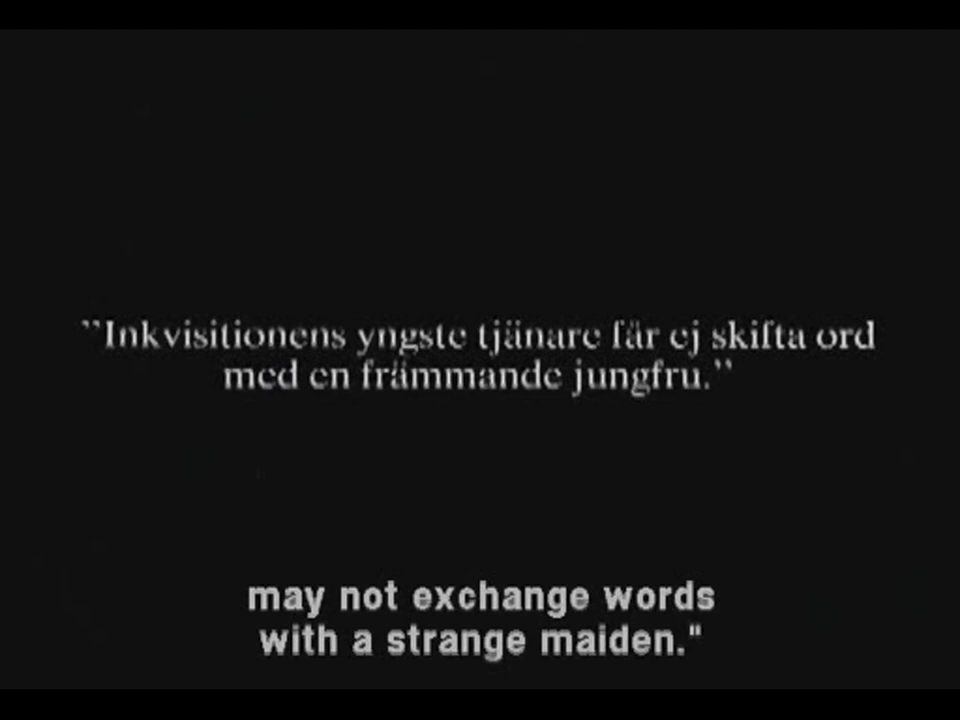 ”Inkvisitionens yngste tjänare får ej skifta ord
med en främmande jungfru.”
may not exchange words
with a strange maiden."